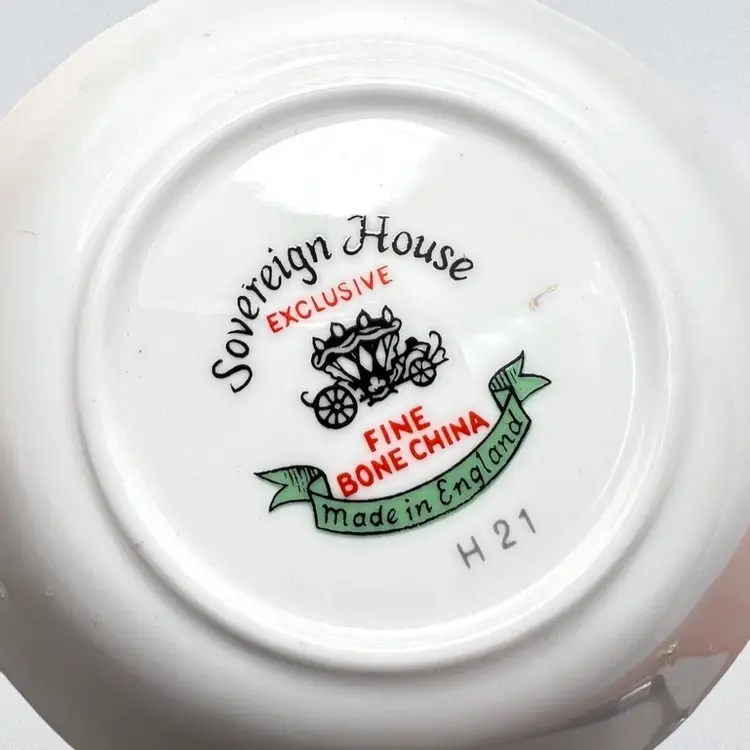 Sovereign House
EXCLUSIVE
FINE
BONE CHINA
Made in England
H 21